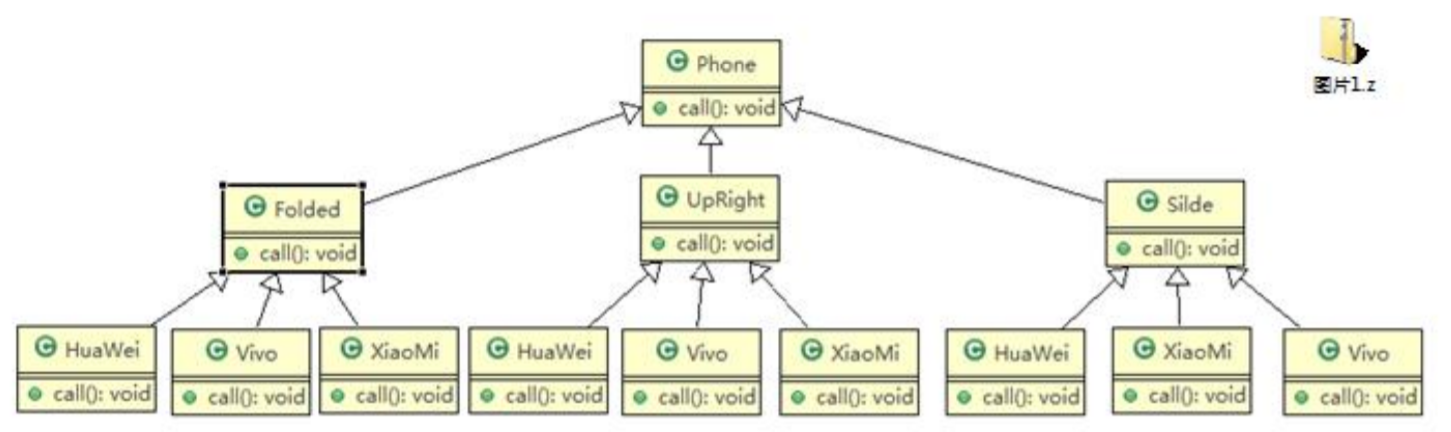 Phone
call(): void
图片1.z
Folded
call(): void
UpRight
call(): void
Silde
call(): void
HuaWei
call(): void
Vivo
call(): void
XiaoMi
call(): void
HuaWei
call(): void
Vivo
call(): void
XiaoMi
call(): void
HuaWei
call(): void
XiaoMi
call(): void
Vivo
call(): void